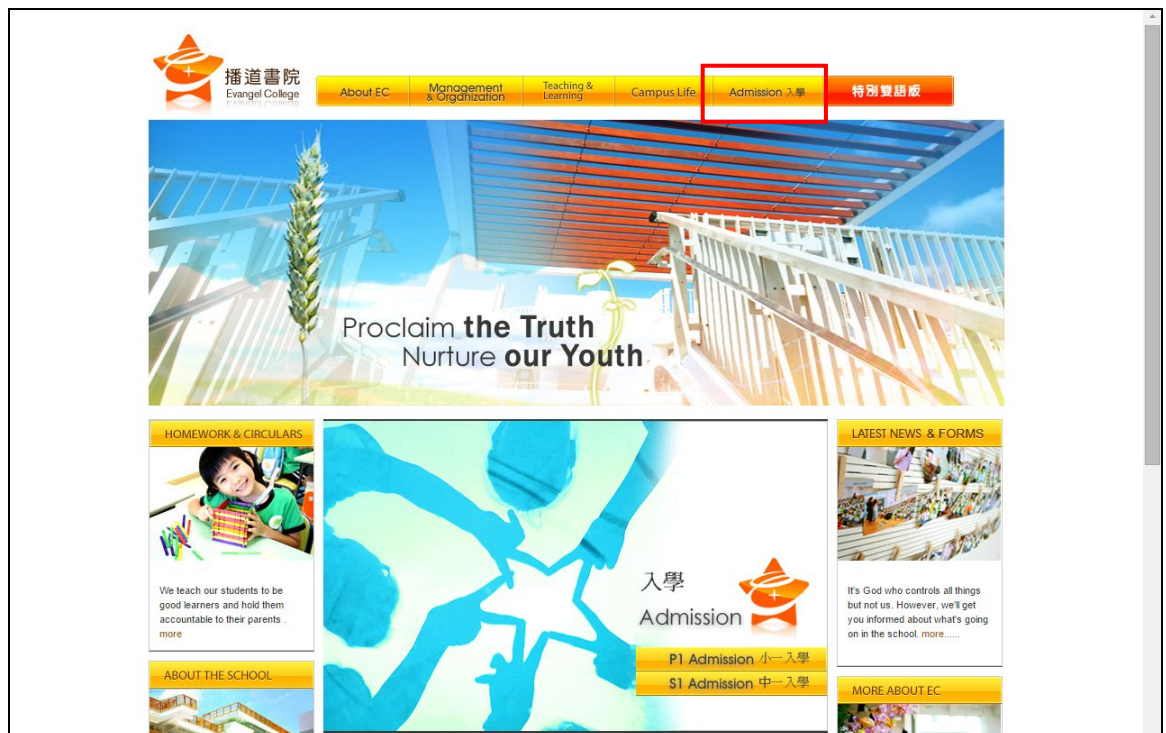 播道書院
Evangel College
About EC
Management
& Organization
Teaching &
Learning
Campus Life
Admission 入學
特別雙語版
Proclaim the Truth
Nurture our Youth
HOMEWORK & CIRCULARS
We teach our students to be
good learners and hold them
accountable to their parents .
more
ABOUT THE SCHOOL
入學
Admission
P1 Admission 小一入學
S1 Admission 中一入學
LATEST NEWS & FORMS
It's God who controls all things
but not us. However, we'll get
you informed about what's going
on in the school. more......
MORE ABOUT EC